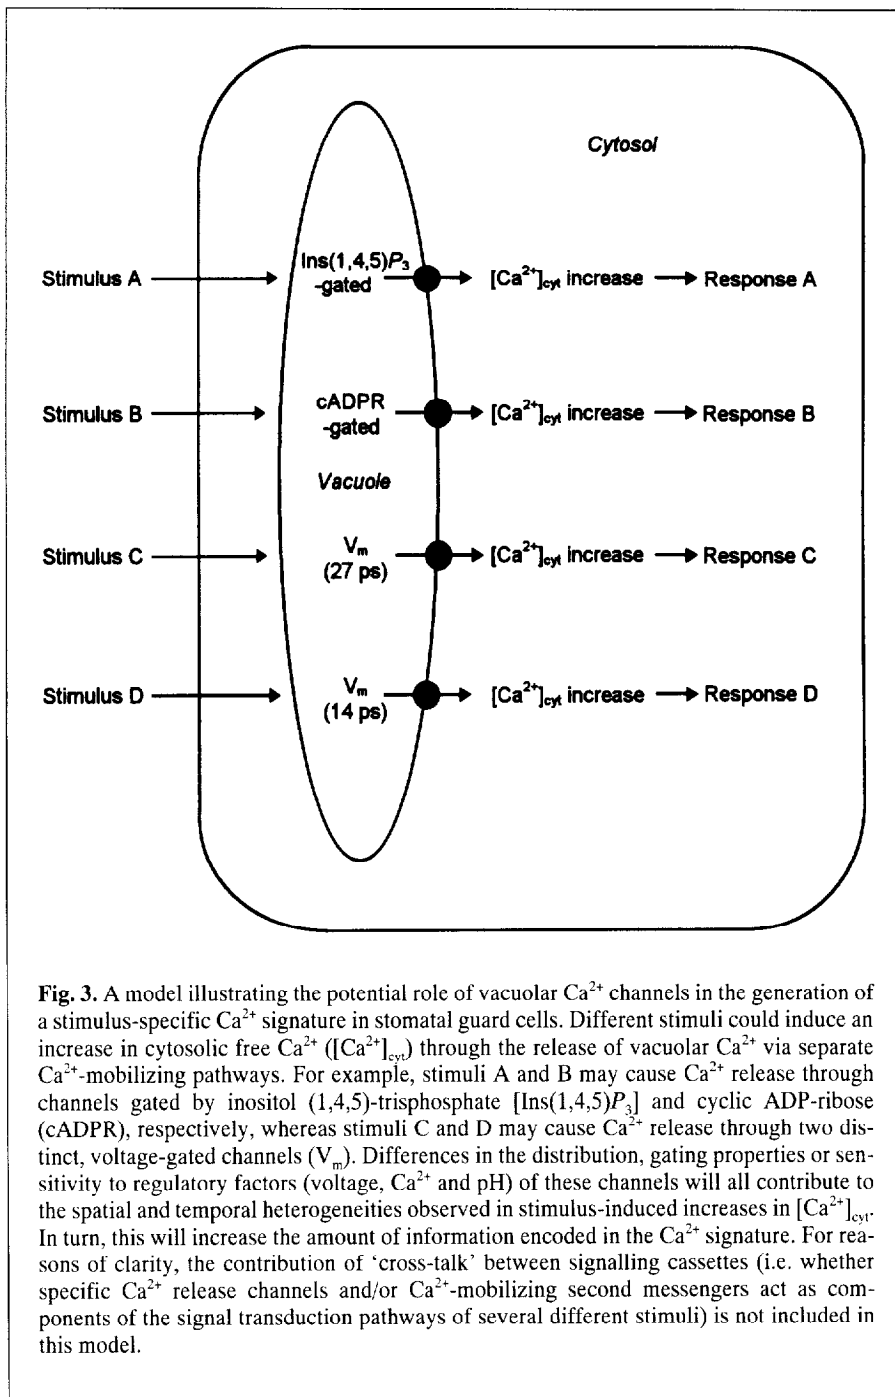 Cytosol
Stimulus A
Ins(1,4,5)P₃
-gated
[Ca²⁺]cyt increase
Response A
Stimulus B
cADPR
-gated
[Ca²⁺]cyt increase
Response B
Vacuole
Stimulus C
Vₘ
(27 ps)
[Ca²⁺]cyt increase
Response C
Stimulus D
Vₘ
(14 ps)
[Ca²⁺]cyt increase
Response D
Fig. 3. A model illustrating the potential role of vacuolar Ca²⁺ channels in the generation of
a stimulus-specific Ca²⁺ signature in stomatal guard cells. Different stimuli could induce an
increase in cytosolic free Ca²⁺ ([Ca²⁺]cyt) through the release of vacuolar Ca²⁺ via separate
Ca²⁺-mobilizing pathways. For example, stimuli A and B may cause Ca²⁺ release through
channels gated by inositol (1,4,5)-trisphosphate [Ins(1,4,5)P₃] and cyclic ADP-ribose
(cADPR), respectively, whereas stimuli C and D may cause Ca²⁺ release through two dis-
tinct, voltage-gated channels (Vₘ). Differences in the distribution, gating properties or sen-
sitivity to regulatory factors (voltage, Ca²⁺ and pH) of these channels will all contribute to
the spatial and temporal heterogeneities observed in stimulus-induced increases in [Ca²⁺]cyt.
In turn, this will increase the amount of information encoded in the Ca²⁺ signature. For rea-
sons of clarity, the contribution of ‘cross-talk’ between signalling cassettes (i.e. whether
specific Ca²⁺ release channels and/or Ca²⁺-mobilizing second messengers act as com-
ponents of the signal transduction pathways of several different stimuli) is not included in
this model.